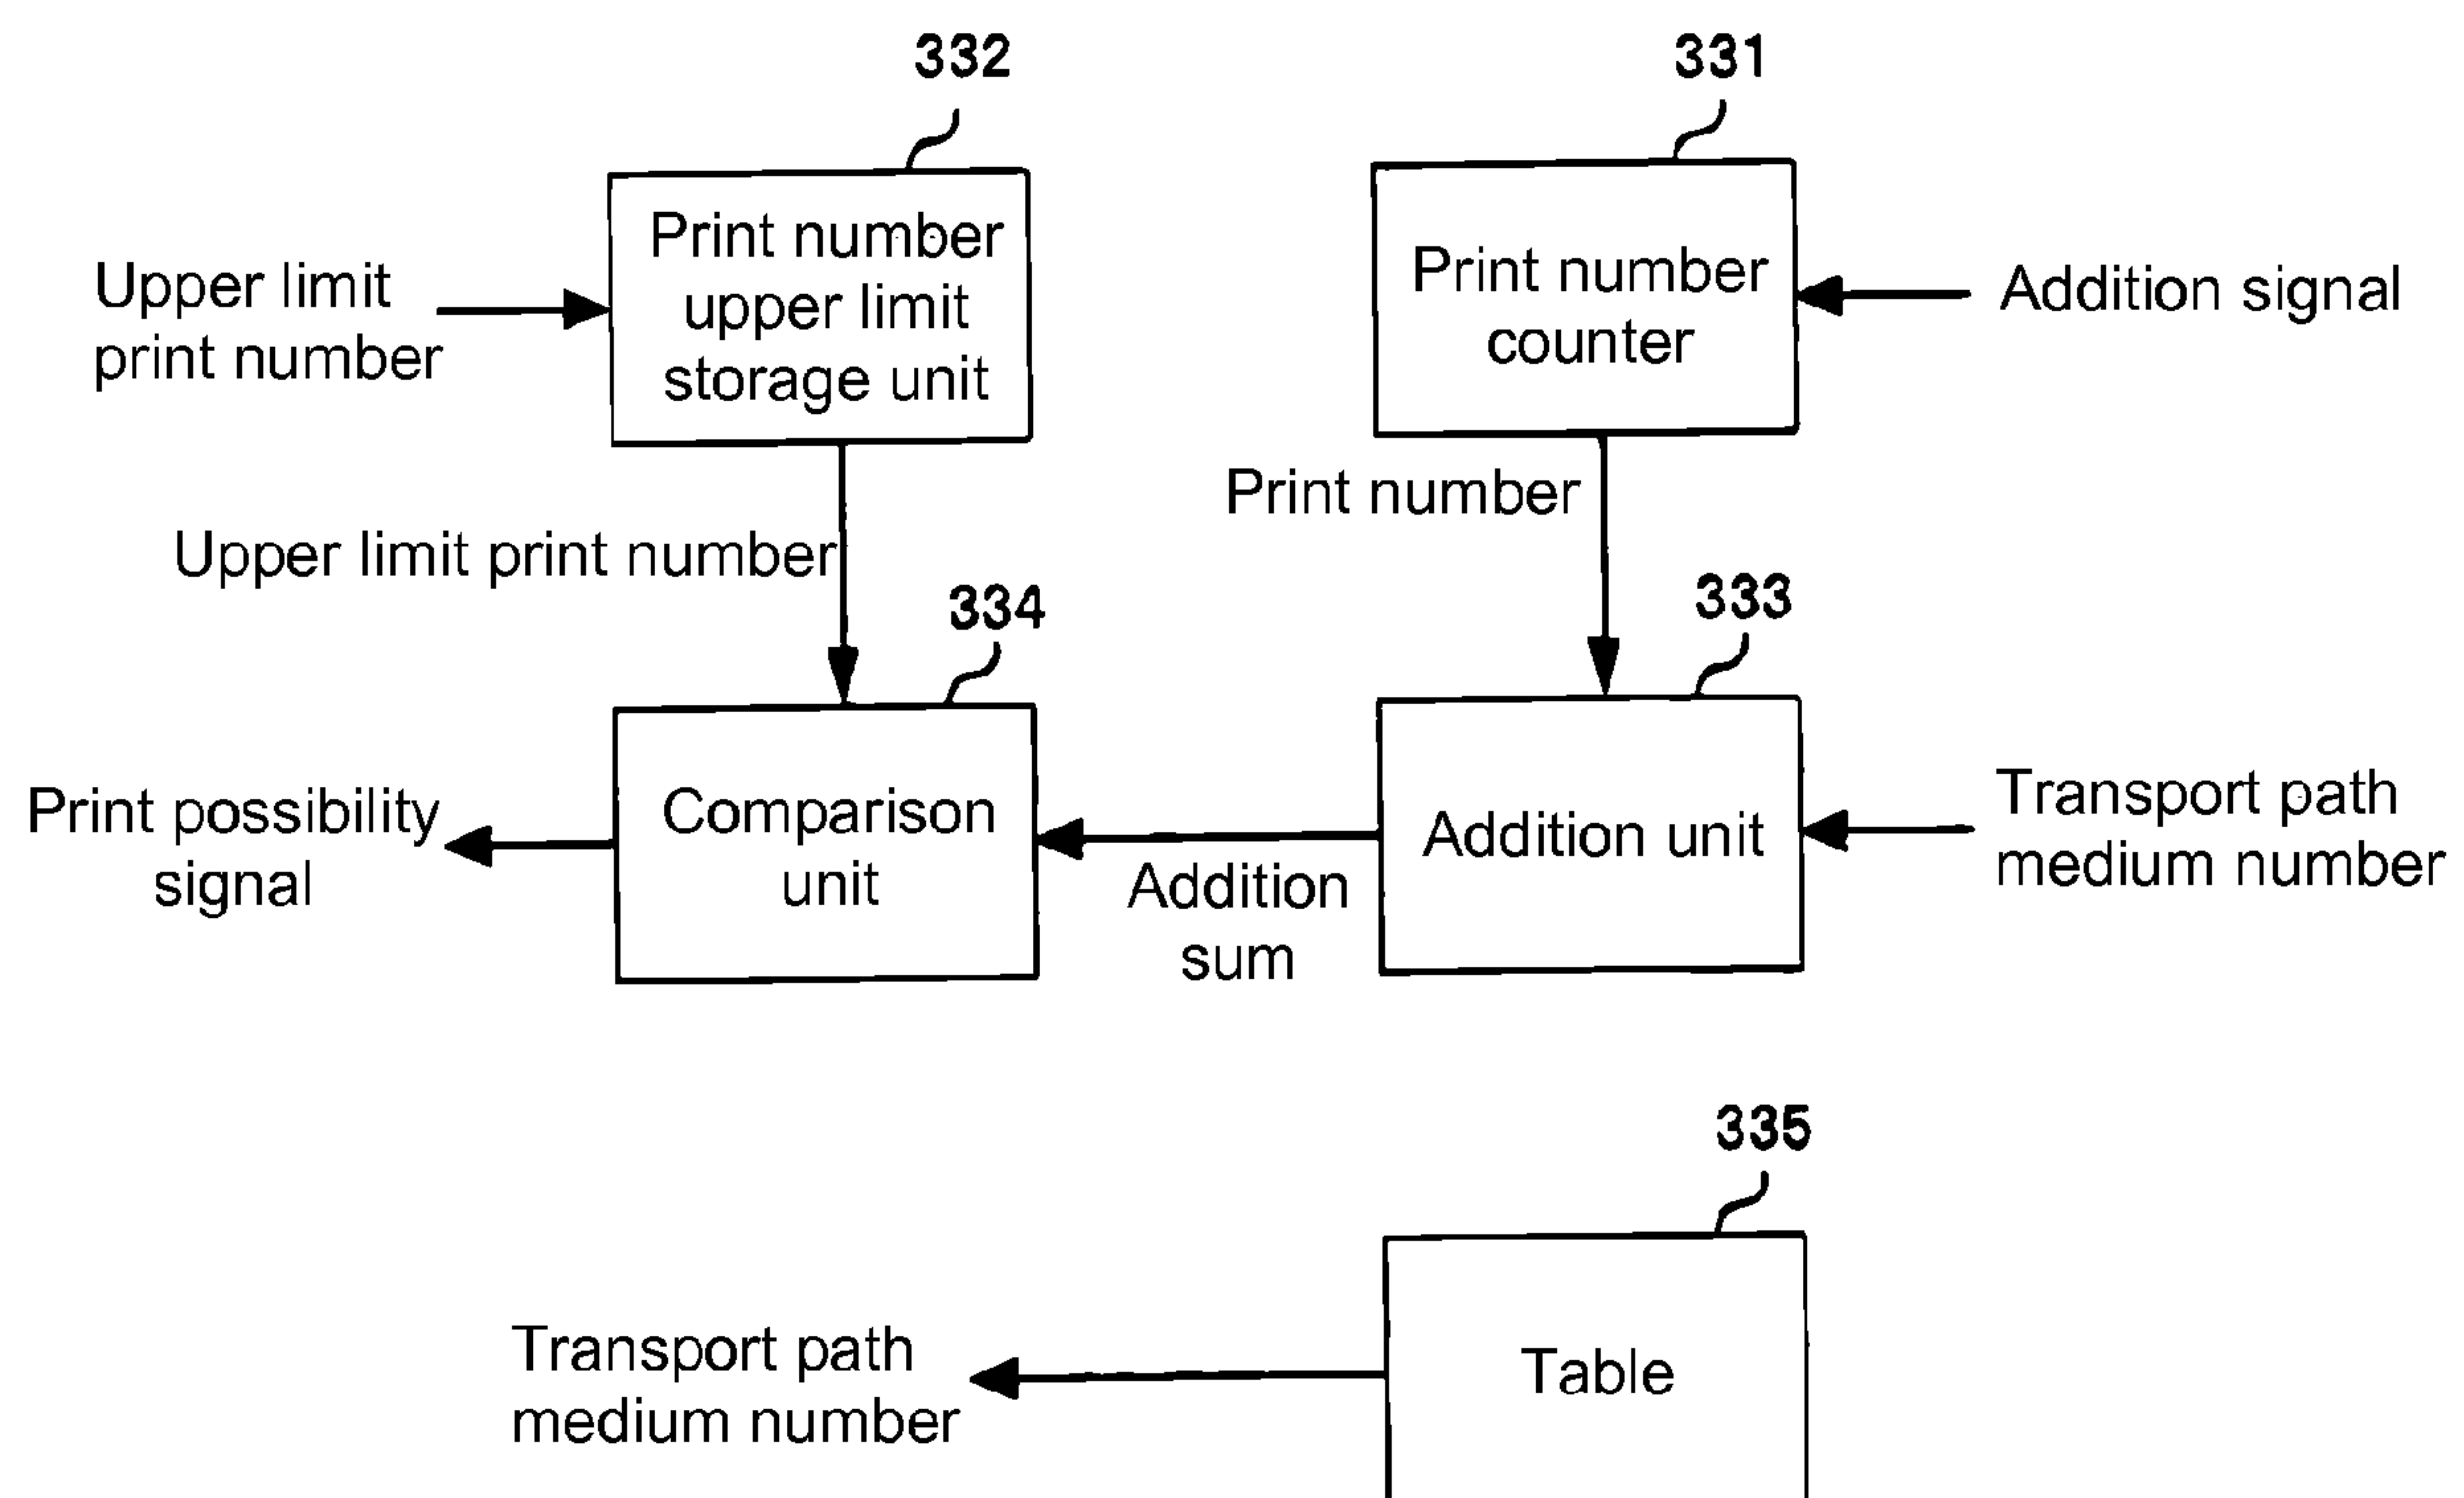 332
331
Print number
upper limit
storage unit
Print number
counter
Upper limit
print number
Addition signal
Print number
Upper limit print number
334
333
Print possibility
signal
Comparison
unit
Addition
sum
Addition unit
Transport path
medium number
335
Transport path
medium number
Table